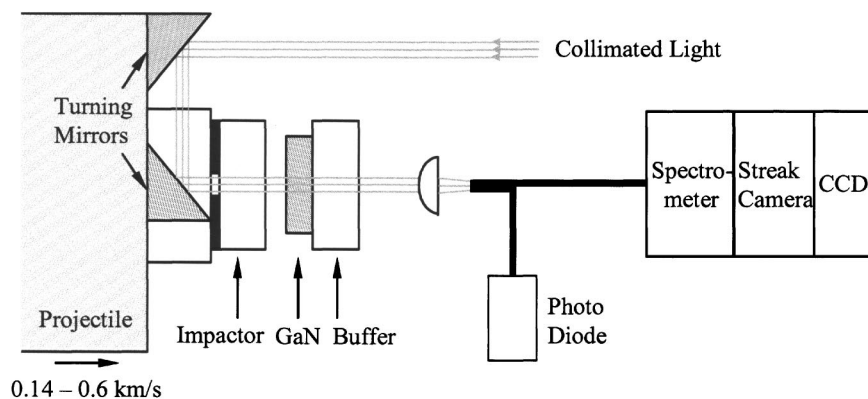 Collimated Light
Turning
Mirrors
Spectro-
meter
Streak
Camera
CCD
Projectile
Impactor
GaN
Buffer
Photo
Diode
0.14 – 0.6 km/s